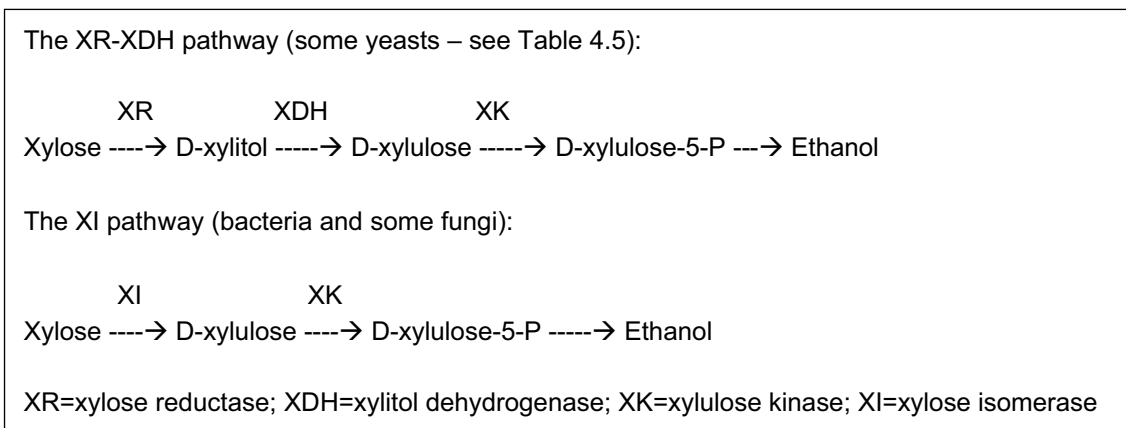 The XR-XDH pathway (some yeasts – see Table 4.5):
XR XDH XK
Xylose ----→ D-xylitol -----→ D-xylulose -----→ D-xylulose-5-P ---→ Ethanol
The XI pathway (bacteria and some fungi):
XI XK
Xylose ----→ D-xylulose ----→ D-xylulose-5-P -----→ Ethanol
XR=xylose reductase; XDH=xylitol dehydrogenase; XK=xylulose kinase; XI=xylose isomerase